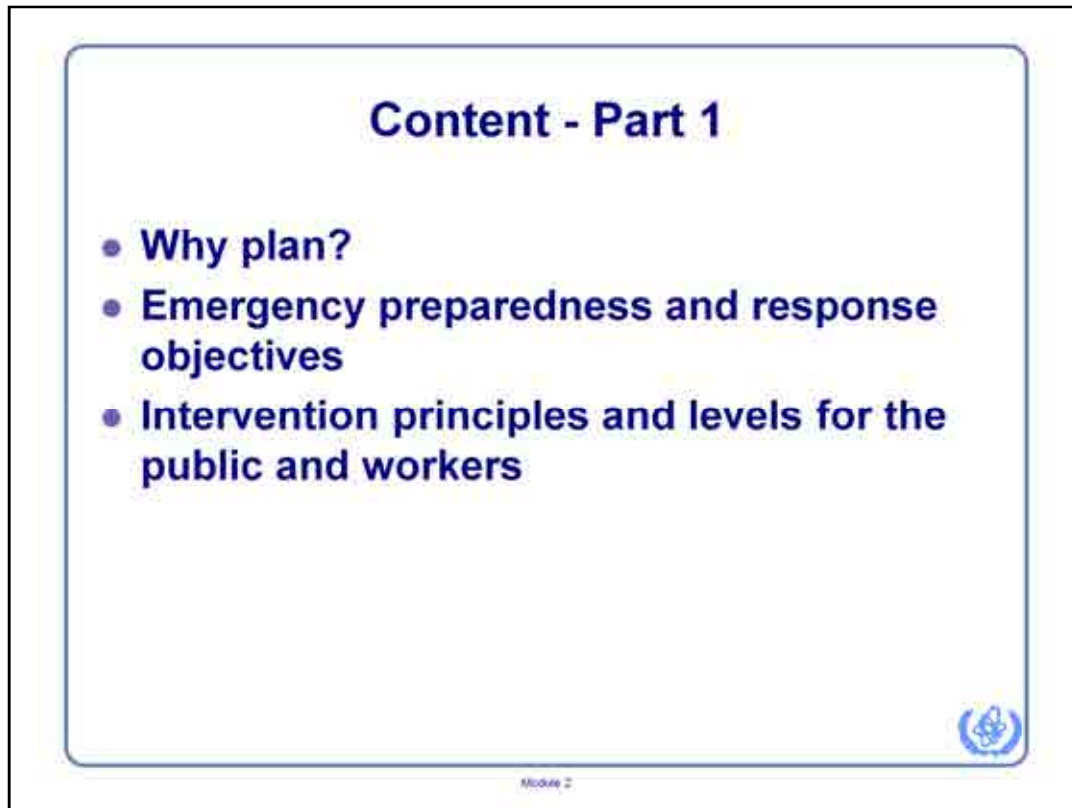 Content - Part 1
● Why plan?
● Emergency preparedness and response
objectives
● Intervention principles and levels for the
public and workers
Module 2